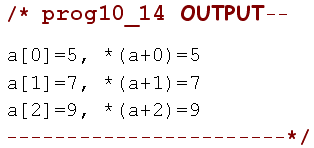 /* prog10_14 OUTPUT--
a[0]=5, *(a+0)=5
a[1]=7, *(a+1)=7
a[2]=9, *(a+2)=9
-----------------------*/